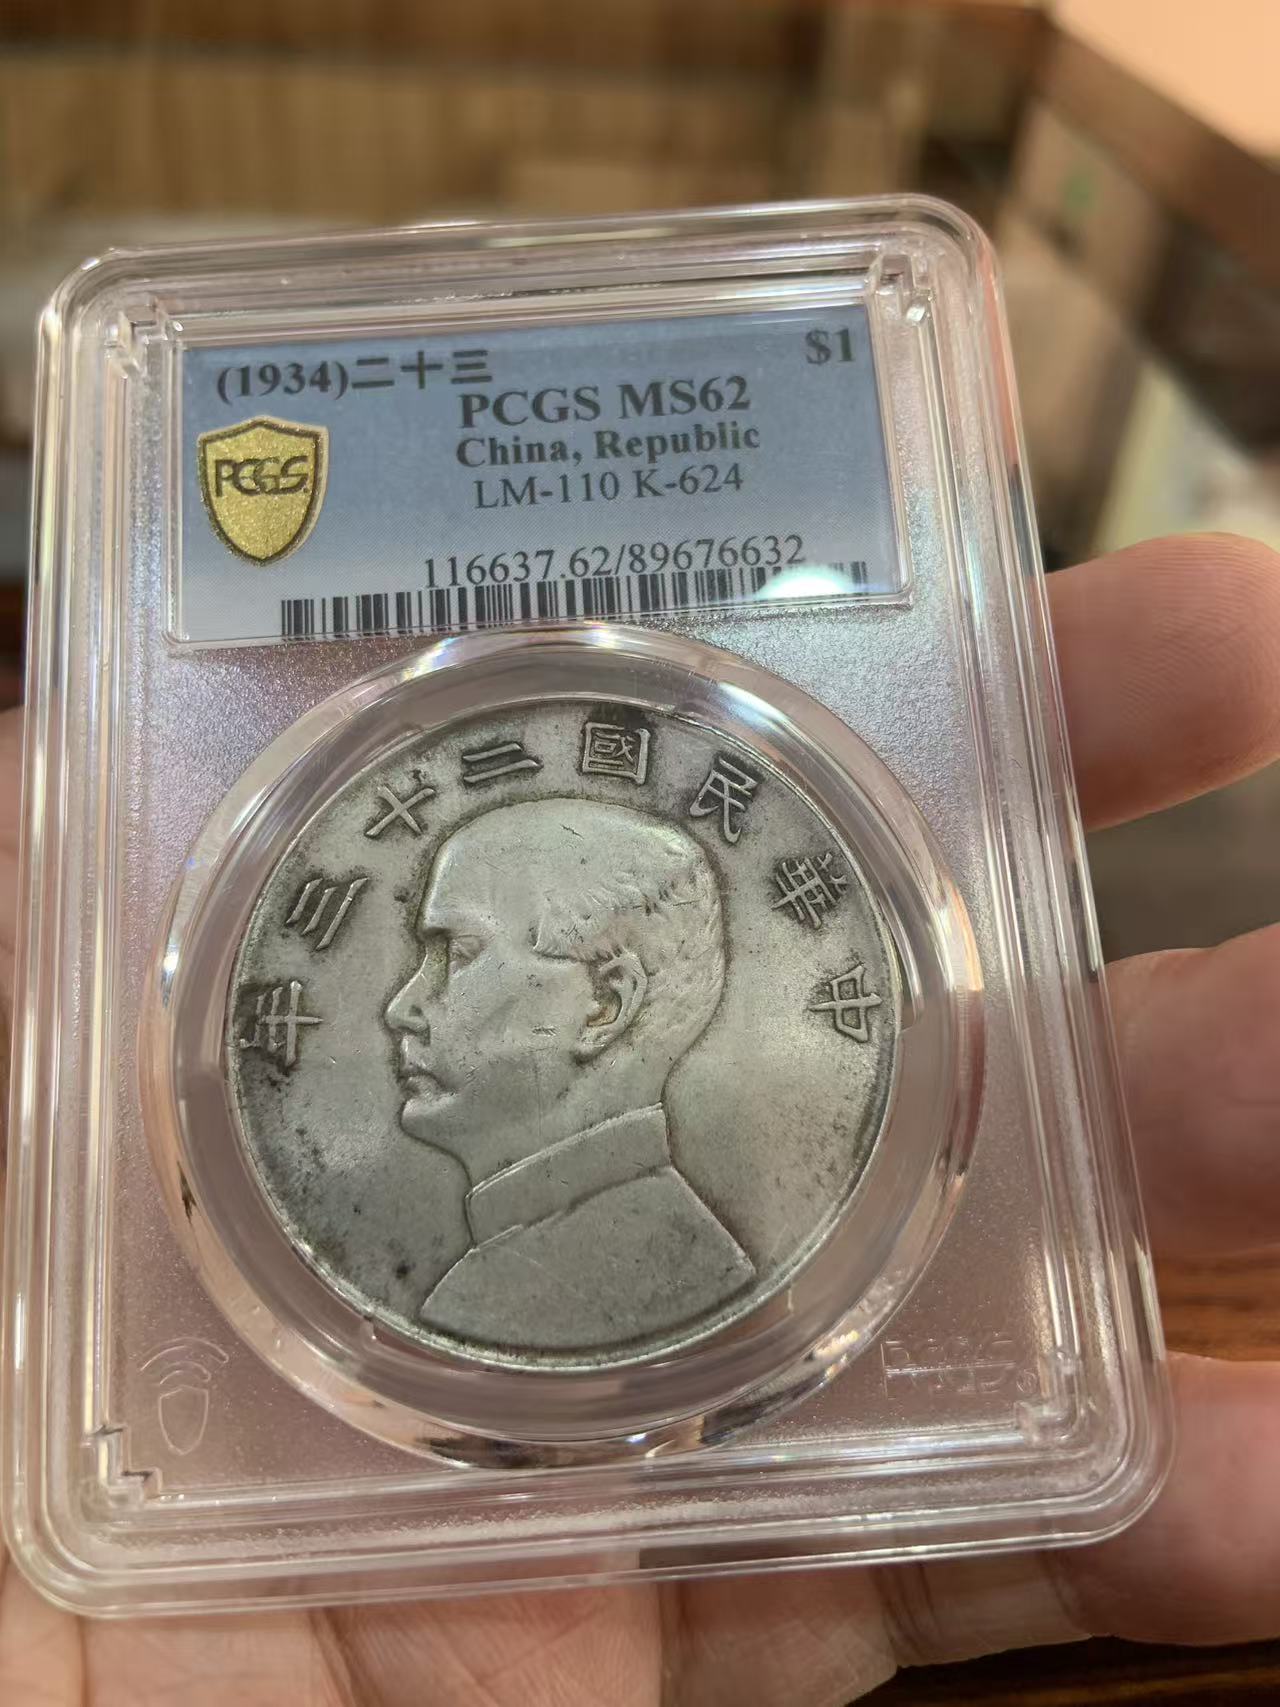 (1934)二十三 $1
PCGS MS62
China, Republic
PCGS
LM-110 K-624
116637.62/89676632
中華民國二十三年
PCGS